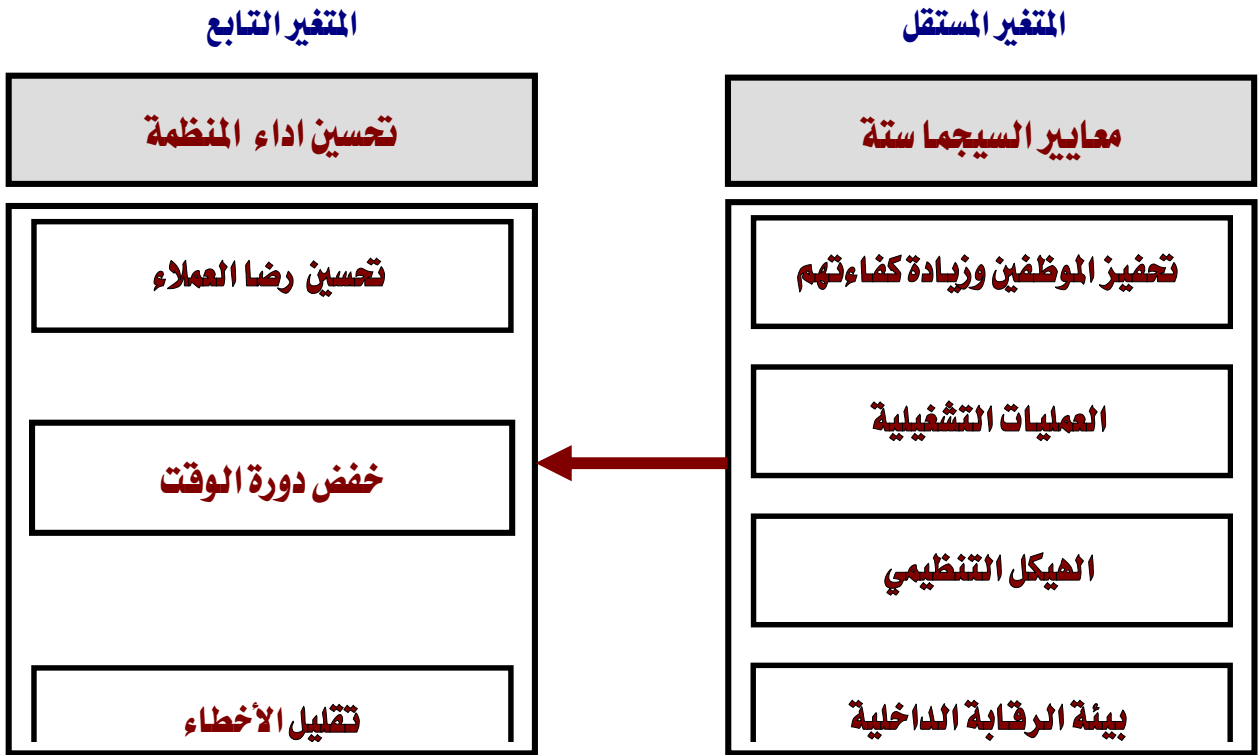 المتغير المستقل
المتغير التابع
معايير السيجما ستة
تحسين اداء المنظمة
تحفيز الموظفين وزيادة كفاءتهم
العمليات التشغيلية
الهيكل التنظيمي
بيئة الرقابة الداخلية
تحسين رضا العملاء
خفض دورة الوقت
تقليل الأخطاء